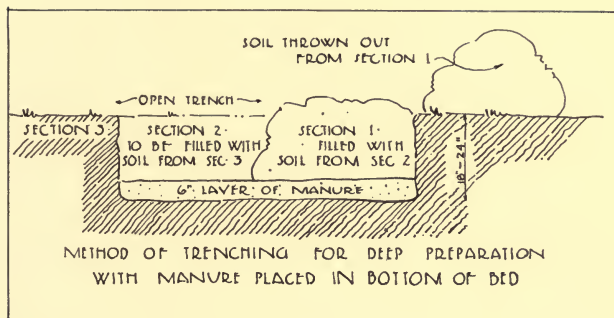 SOIL THROWN OUT
FROM SECTION 1
OPEN TRENCH
SECTION 3
SECTION 2.
TO BE FILLED WITH
SOIL FROM SEC 3
SECTION 1.
FILLED WITH
SOIL FROM SEC 2
6" LAYER OF MANURE
18"-24"
METHOD OF TRENCHING FOR DEEP PREPARATION
WITH MANURE PLACED IN BOTTOM OF BED